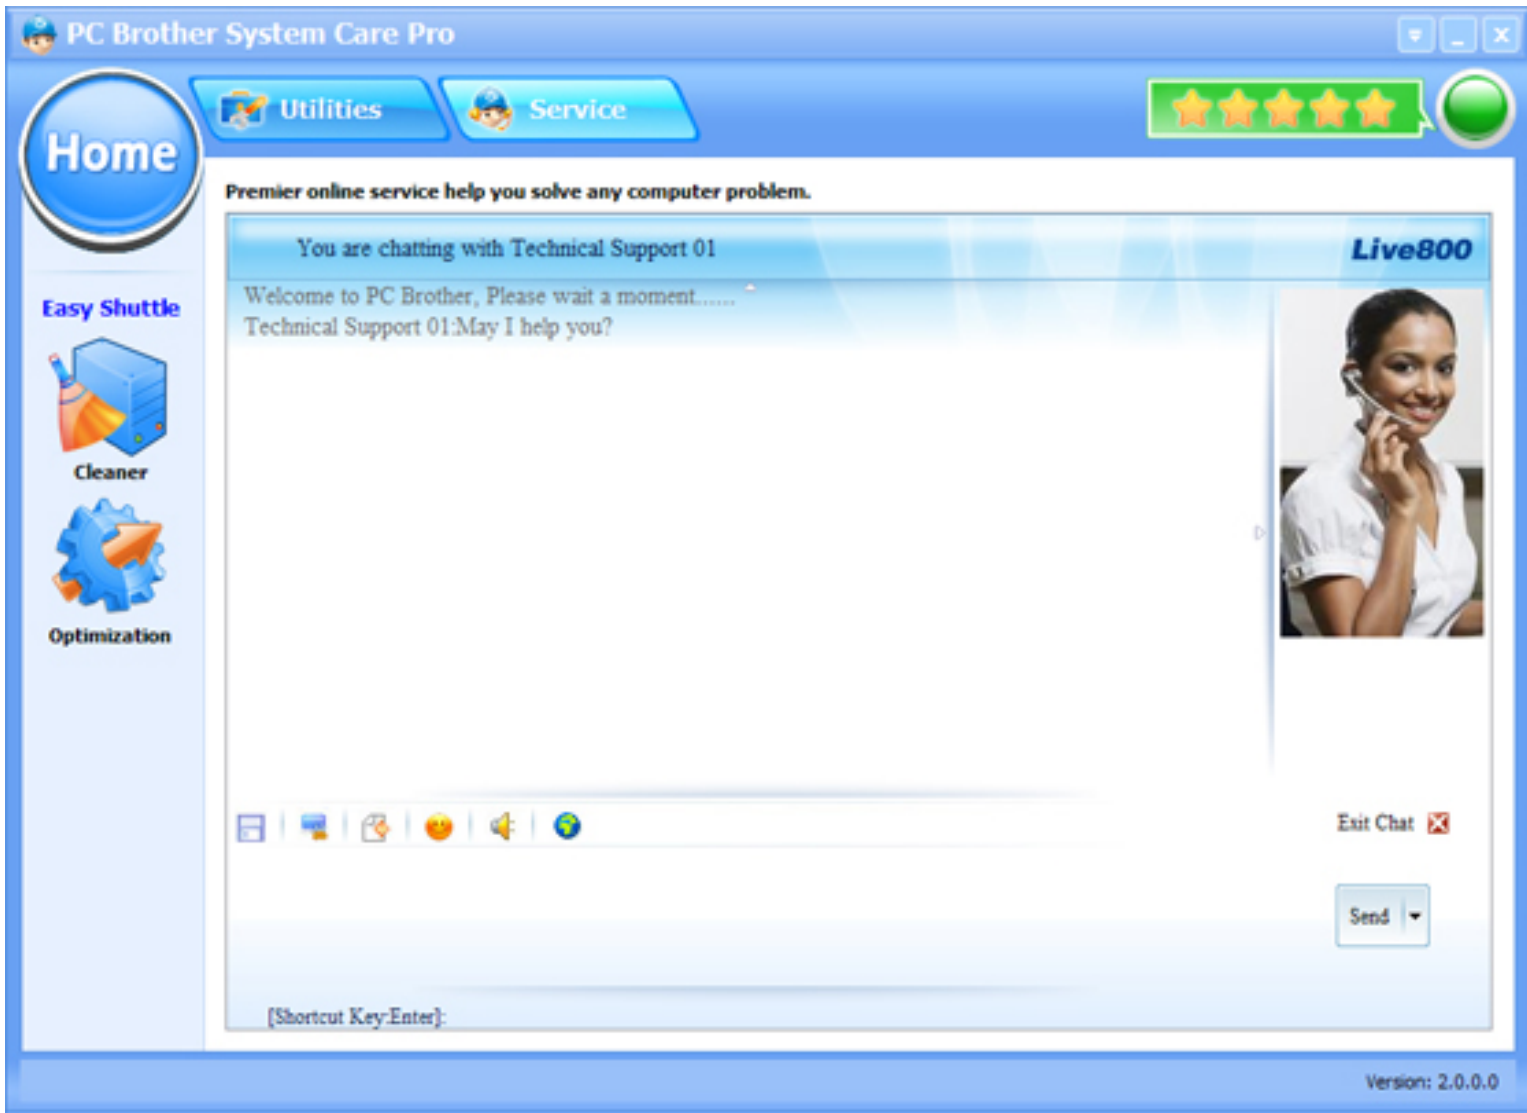 PC Brother System Care Pro
Home
Utilities
Service
Premier online service help you solve any computer problem.
You are chatting with Technical Support 01
Live800
Welcome to PC Brother, Please wait a moment......
Technical Support 01:May I help you?
Easy Shuttle
Cleaner
Optimization
Exit Chat
Send
[Shortcut Key:Enter]:
Version: 2.0.0.0